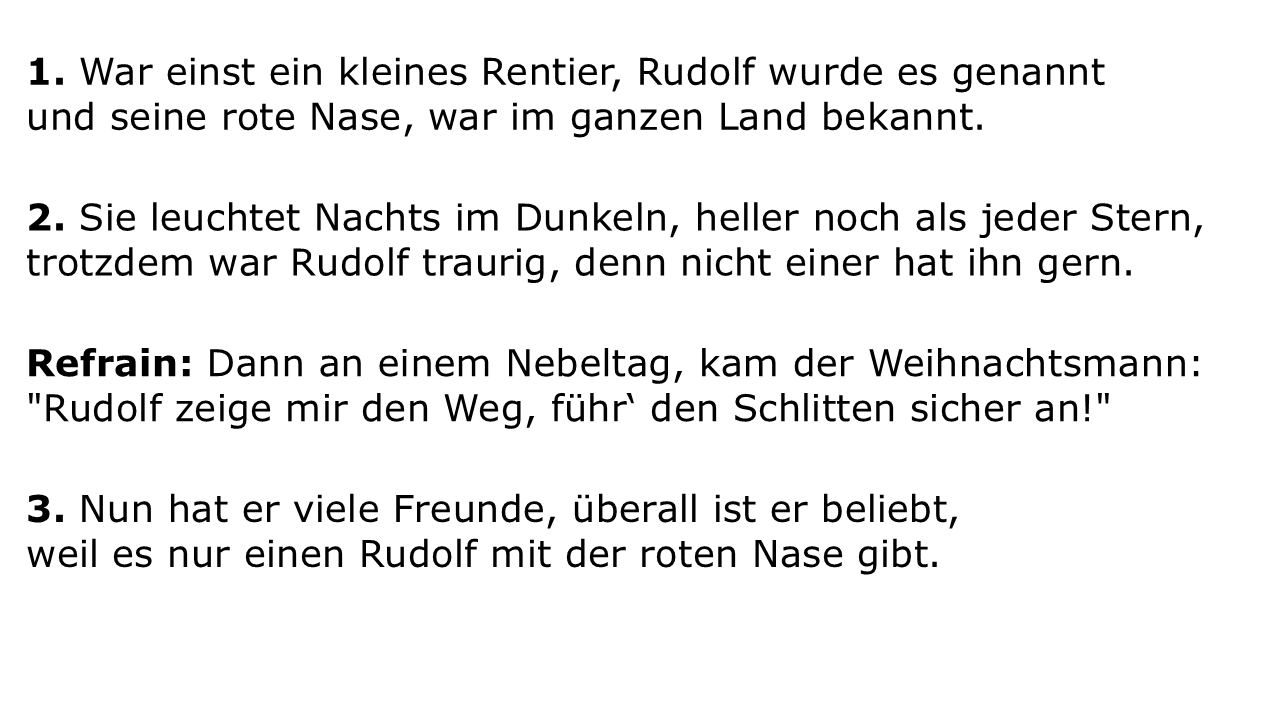 1. War einst ein kleines Rentier, Rudolf wurde es genannt
und seine rote Nase, war im ganzen Land bekannt.
2. Sie leuchtet Nachts im Dunkeln, heller noch als jeder Stern,
trotzdem war Rudolf traurig, denn nicht einer hat ihn gern.
Refrain: Dann an einem Nebeltag, kam der Weihnachtsmann:
"Rudolf zeige mir den Weg, führ‘ den Schlitten sicher an!"
3. Nun hat er viele Freunde, überall ist er beliebt,
weil es nur einen Rudolf mit der roten Nase gibt.